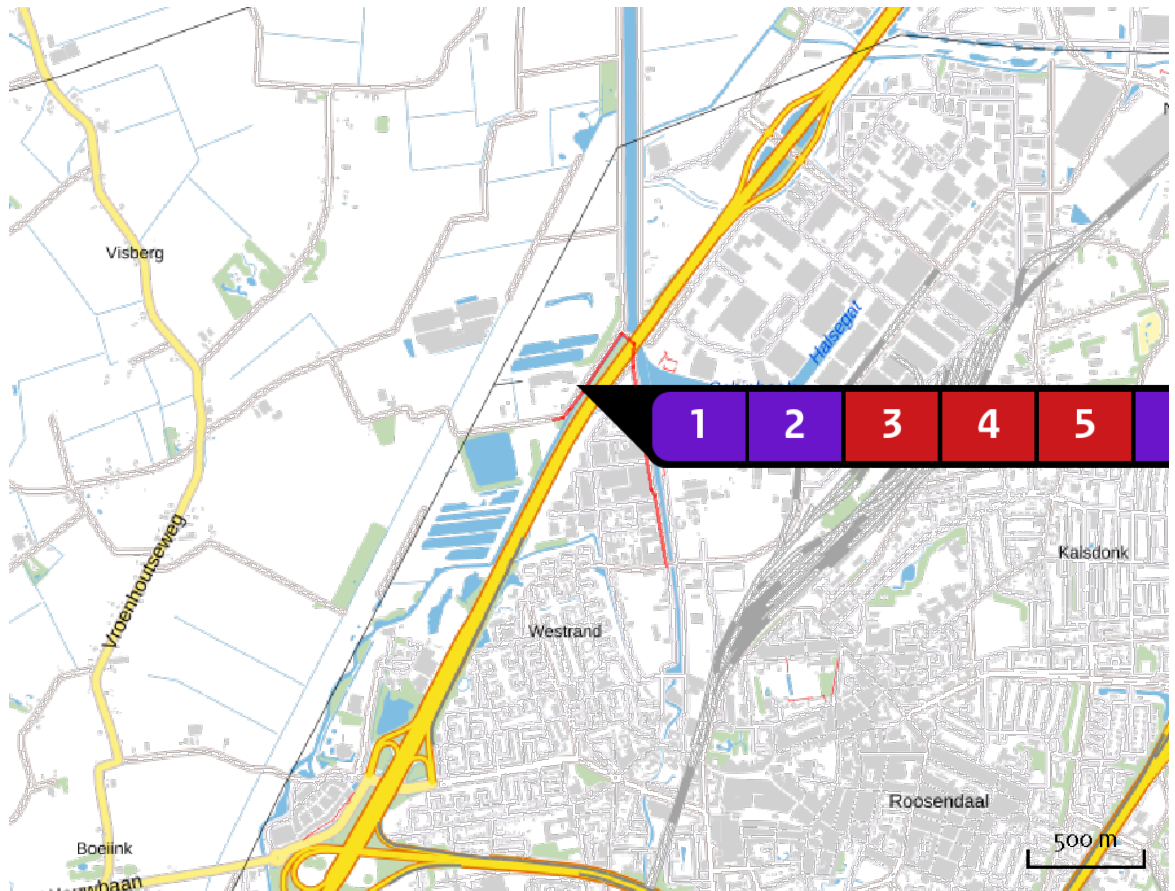 Visberg
Halsegat
1 2 3 4 5
Kalsdonk
Vroenhoutseweg
Westrand
Roosendaal
500 m
Boeiink